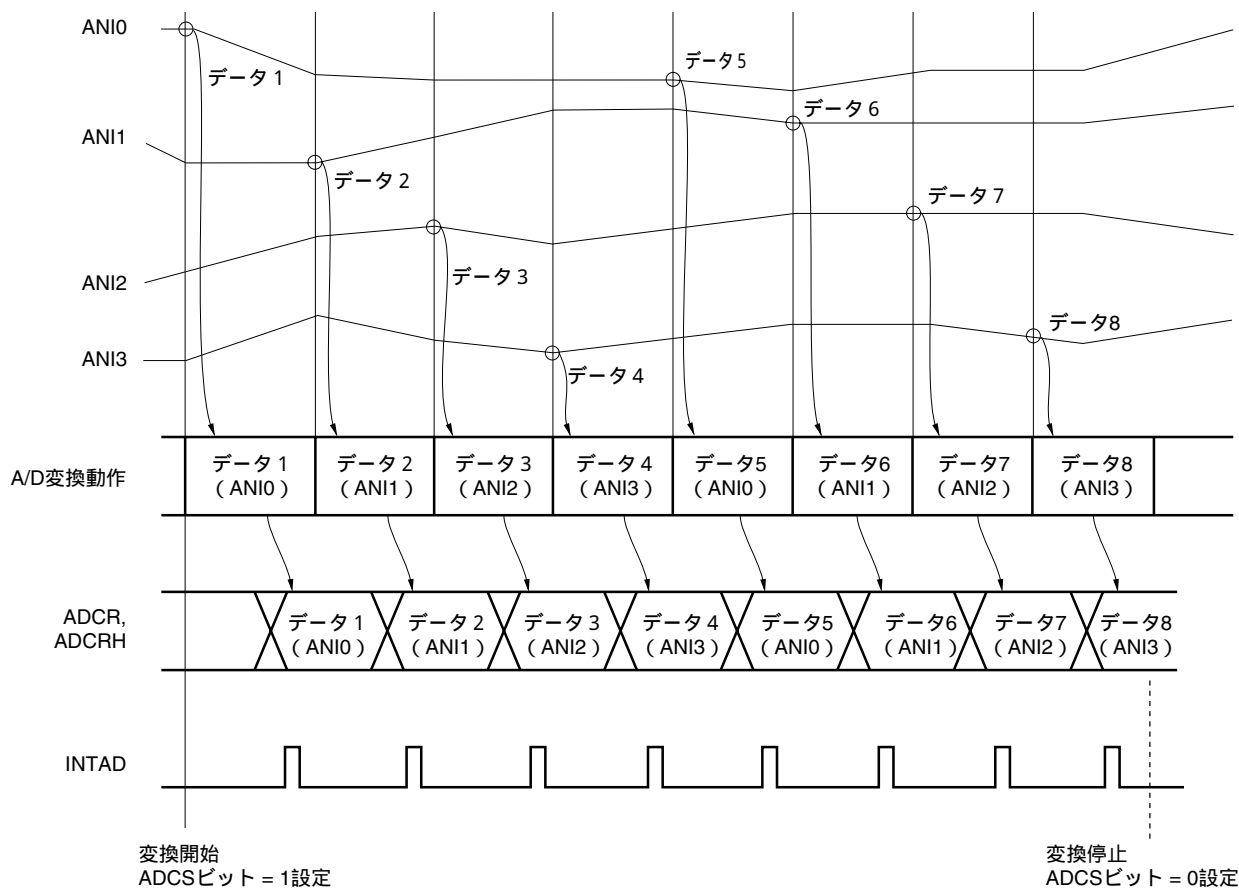 ANI0
データ1
データ5
データ6
ANI1
データ2
データ7
データ3
ANI2
データ8
ANI3
データ4
A/D変換動作
データ1
（ANI0）
データ2
（ANI1）
データ3
（ANI2）
データ4
（ANI3）
データ5
（ANI0）
データ6
（ANI1）
データ7
（ANI2）
データ8
（ANI3）
ADCR,
ADCRH
データ1
（ANI0）
データ2
（ANI1）
データ3
（ANI2）
データ4
（ANI3）
データ5
（ANI0）
データ6
（ANI1）
データ7
（ANI2）
データ8
（ANI3）
INTAD
変換開始
ADCSビット = 1設定
変換停止
ADCSビット = 0設定